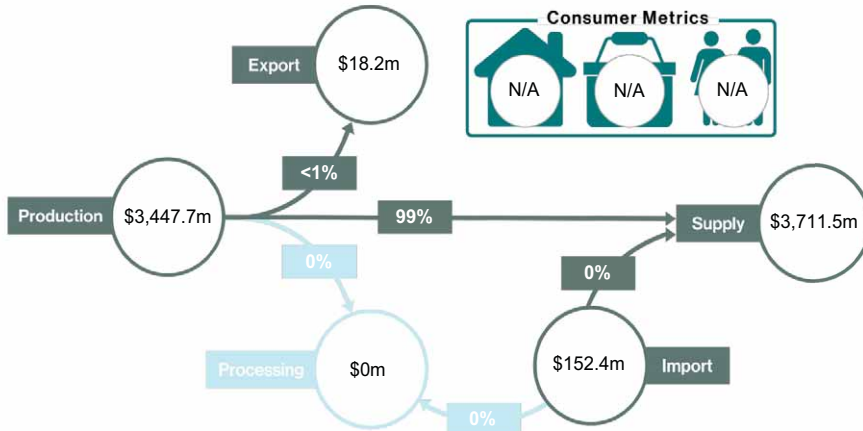 Consumer Metrics
Export
$18.2m
N/A
N/A
N/A
<1%
Production
$3,447.7m
99%
Supply
$3,711.5m
0%
0%
Processing
$0m
$152.4m
Import
0%